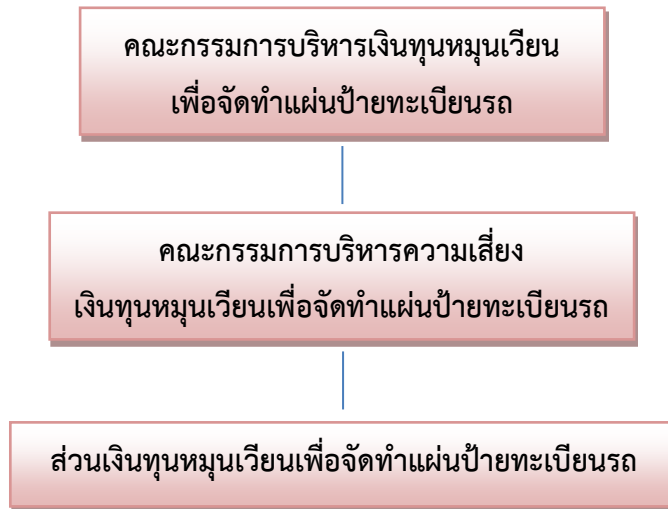 คณะกรรมการบริหารเงินทุนหมุนเวียน
เพื่อจัดทำแผ่นป้ายทะเบียนรถ
คณะกรรมการบริหารความเสี่ยง
เงินทุนหมุนเวียนเพื่อจัดทำแผ่นป้ายทะเบียนรถ
ส่วนเงินทุนหมุนเวียนเพื่อจัดทำแผ่นป้ายทะเบียนรถ